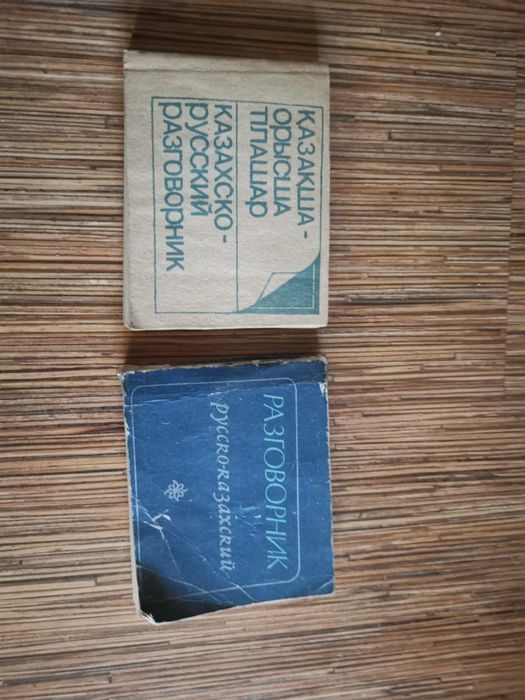 ҚАЗАҚША-
ОРЫСША
ТІЛАШАР
КАЗАХСКО-
РУССКИЙ
РАЗГОВОРНИК
РАЗГОВОРНИК
русско-казахский